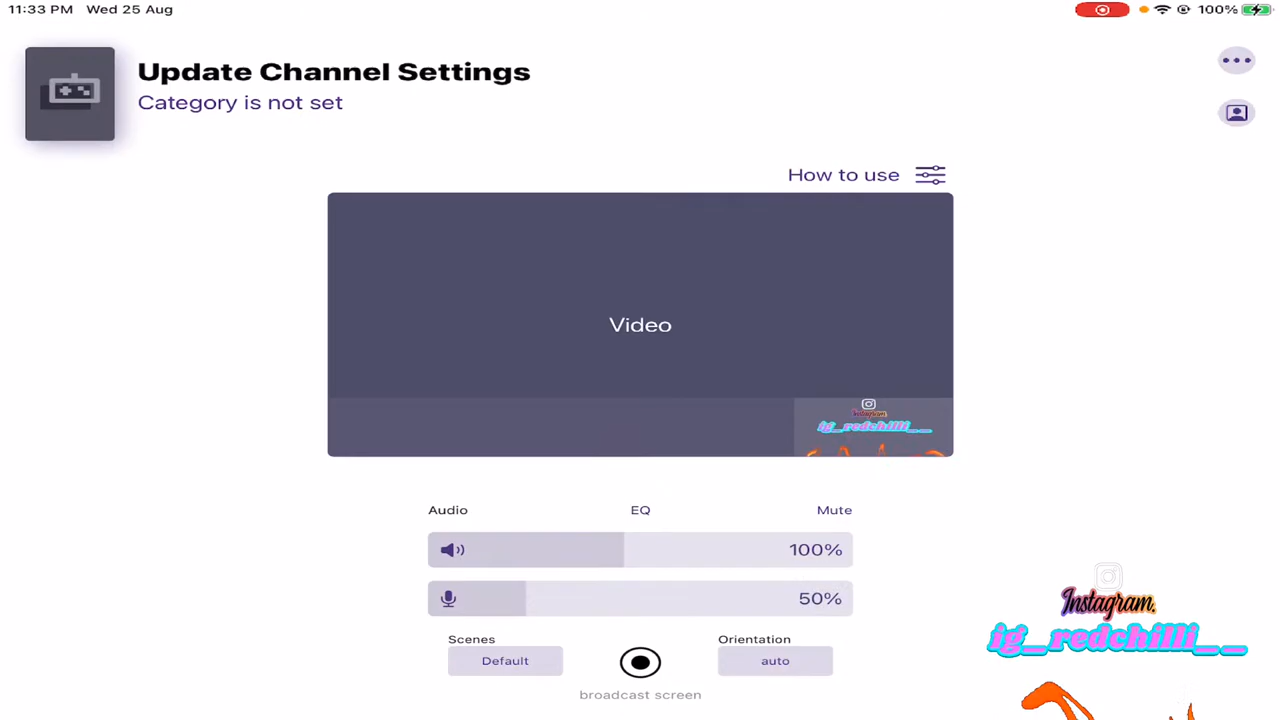 11:33 PM Wed 25 Aug
100%
Update Channel Settings
Category is not set
How to use
Video
Instagram.
ig_redchilli__
Audio EQ Mute
100%
50%
Scenes Orientation
Default auto
broadcast screen
Instagram.
ig_redchilli__